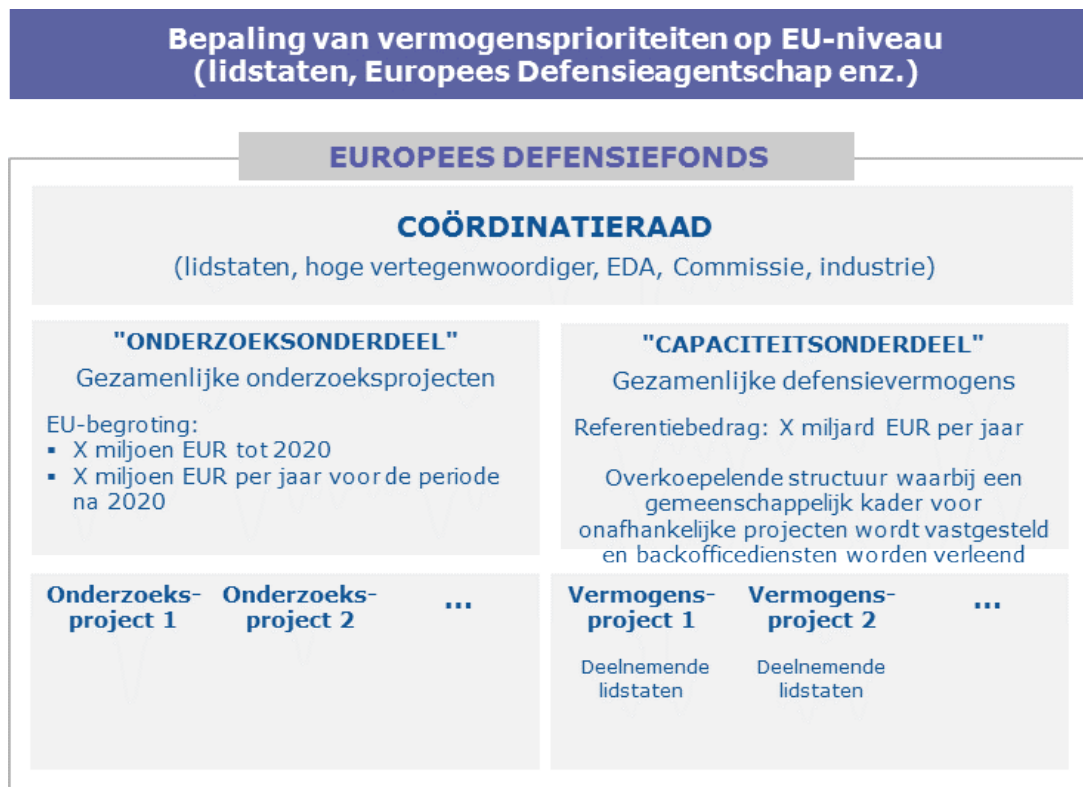 Bepaling van vermogensprioriteiten op EU-niveau
(lidstaten, Europees Defensieagentschap enz.)
EUROPEES DEFENSIEFONDS
COÖRDINATIERAAD
(lidstaten, hoge vertegenwoordiger, EDA, Commissie, industrie)
"ONDERZOEKSONDERDEEL"
Gezamenlijke onderzoeksprojecten
EU-begroting:
▪ X miljoen EUR tot 2020
▪ X miljoen EUR per jaar voor de periode
na 2020
"CAPACITEITSONDERDEEL"
Gezamenlijke defensievermogens
Referentiebedrag: X miljard EUR per jaar
Overkoepelende structuur waarbij een
gemeenschappelijk kader voor
onafhankelijke projecten wordt vastgesteld
en backofficediensten worden verleend
Onderzoeks-
project 1
Onderzoeks-
project 2
...
Vermogens-
project 1
Deelnemende
lidstaten
Vermogens-
project 2
Deelnemende
lidstaten
...